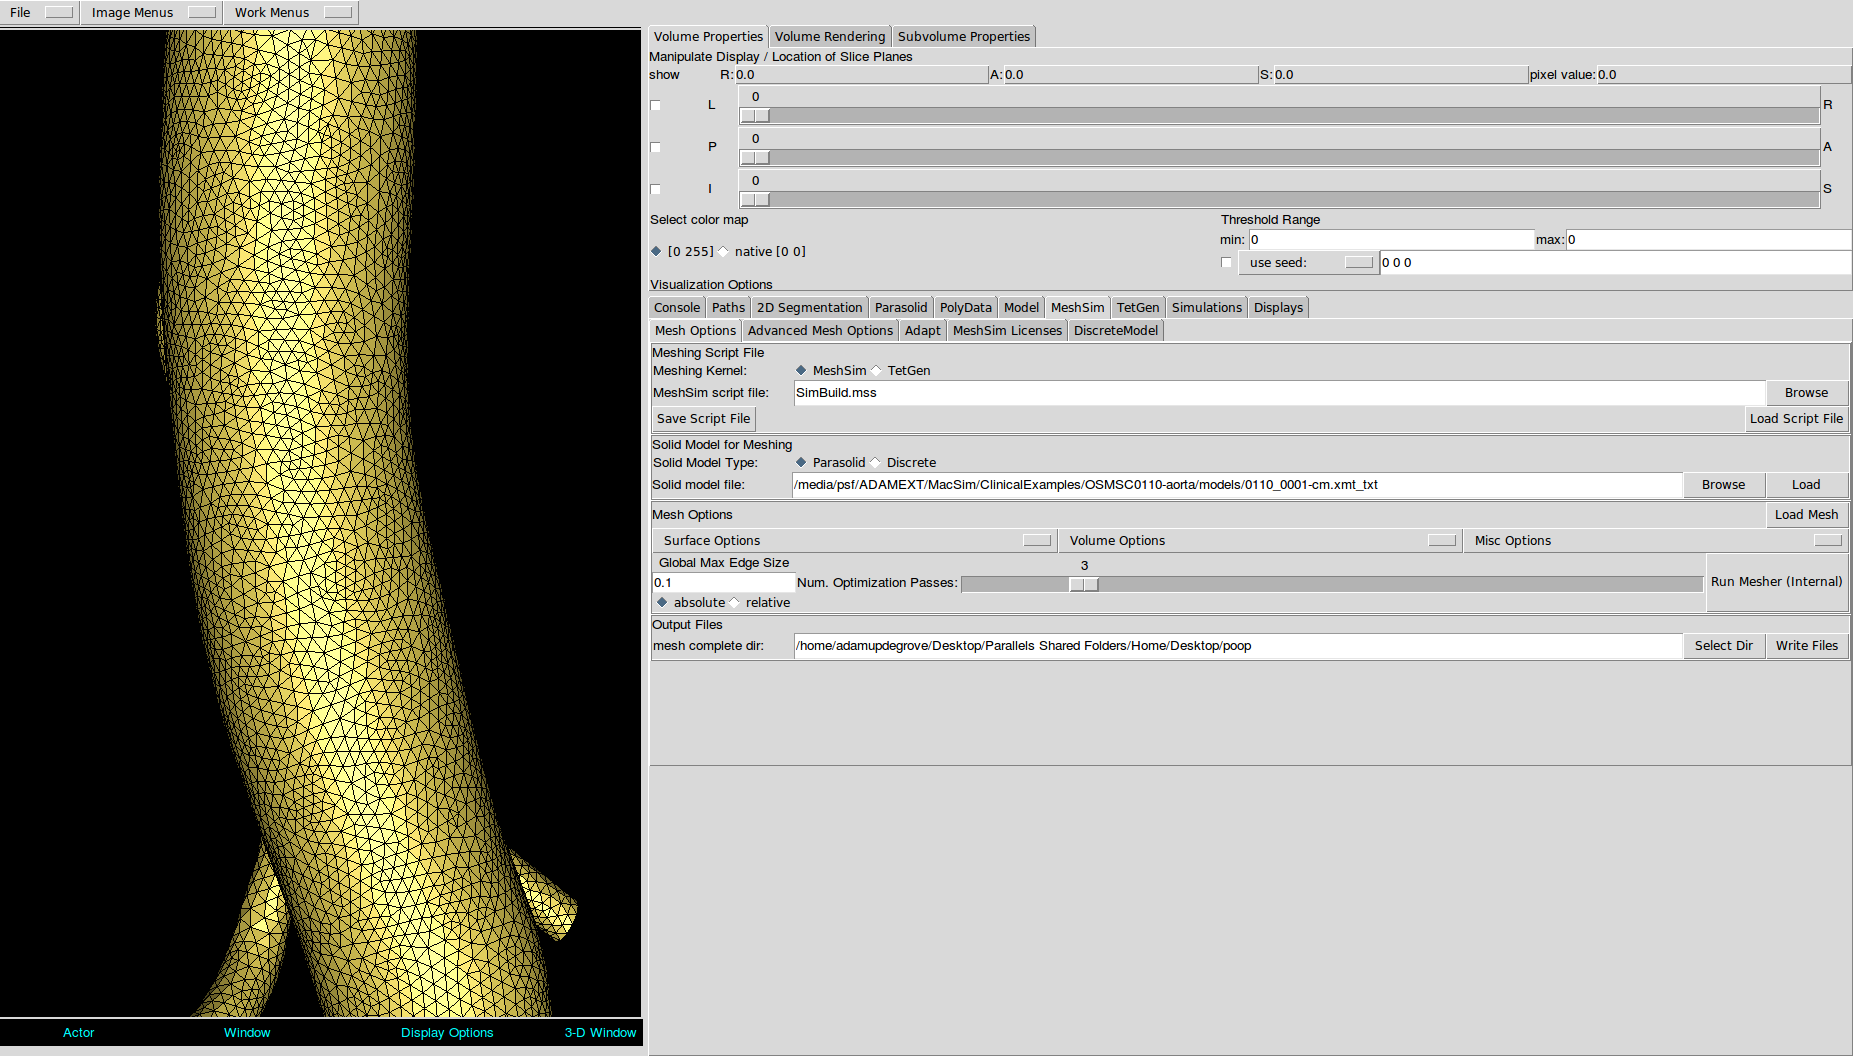 File Image Menus Work Menus
Volume Properties Volume Rendering Subvolume Properties
Manipulate Display / Location of Slice Planes
show R: 0.0 A: 0.0 S: 0.0 pixel value: 0.0
0
L R
0
P A
0
I S
Select color map Threshold Range
min: 0 max: 0
[0 255] native [0 0]
use seed: 0 0 0
Visualization Options
Console Paths 2D Segmentation Parasolid PolyData Model MeshSim TetGen Simulations Displays
Mesh Options Advanced Mesh Options Adapt MeshSim Licenses DiscreteModel
Meshing Script File
Meshing Kernel: MeshSim TetGen
MeshSim script file: SimBuild.mss Browse
Save Script File Load Script File
Solid Model for Meshing
Solid Model Type: Parasolid Discrete
Solid model file: /media/psf/ADAMEXT/MacSim/ClinicalExamples/OSMSC0110-aorta/models/0110_0001-cm.xmt_txt Browse Load
Mesh Options Load Mesh
Surface Options Volume Options Misc Options
Global Max Edge Size 3
0.1 Num. Optimization Passes: Run Mesher (Internal)
absolute relative
Output Files
mesh complete dir: /home/adamupdegrove/Desktop/Parallels Shared Folders/Home/Desktop/poop Select Dir Write Files
Actor Window Display Options 3-D Window